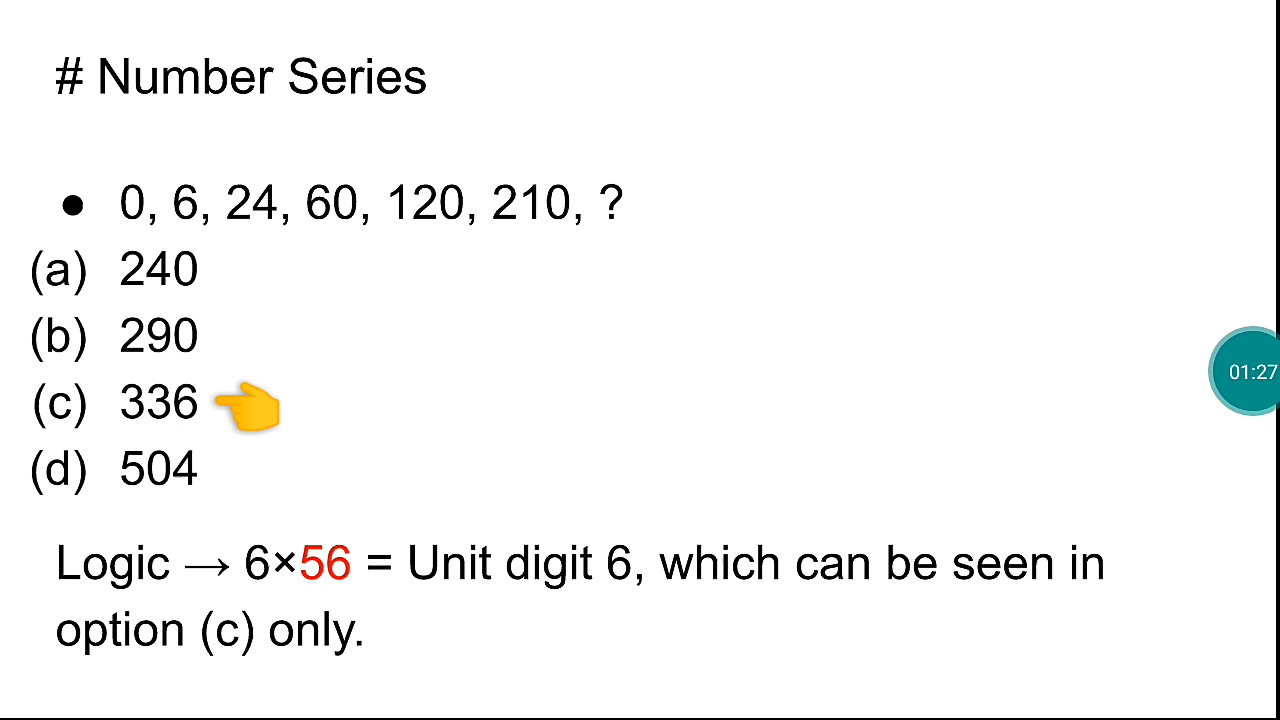 # Number Series
● 0, 6, 24, 60, 120, 210, ?
(a) 240
(b) 290
(c) 336 👈
(d) 504
01:27
Logic → 6×56 = Unit digit 6, which can be seen in
option (c) only.